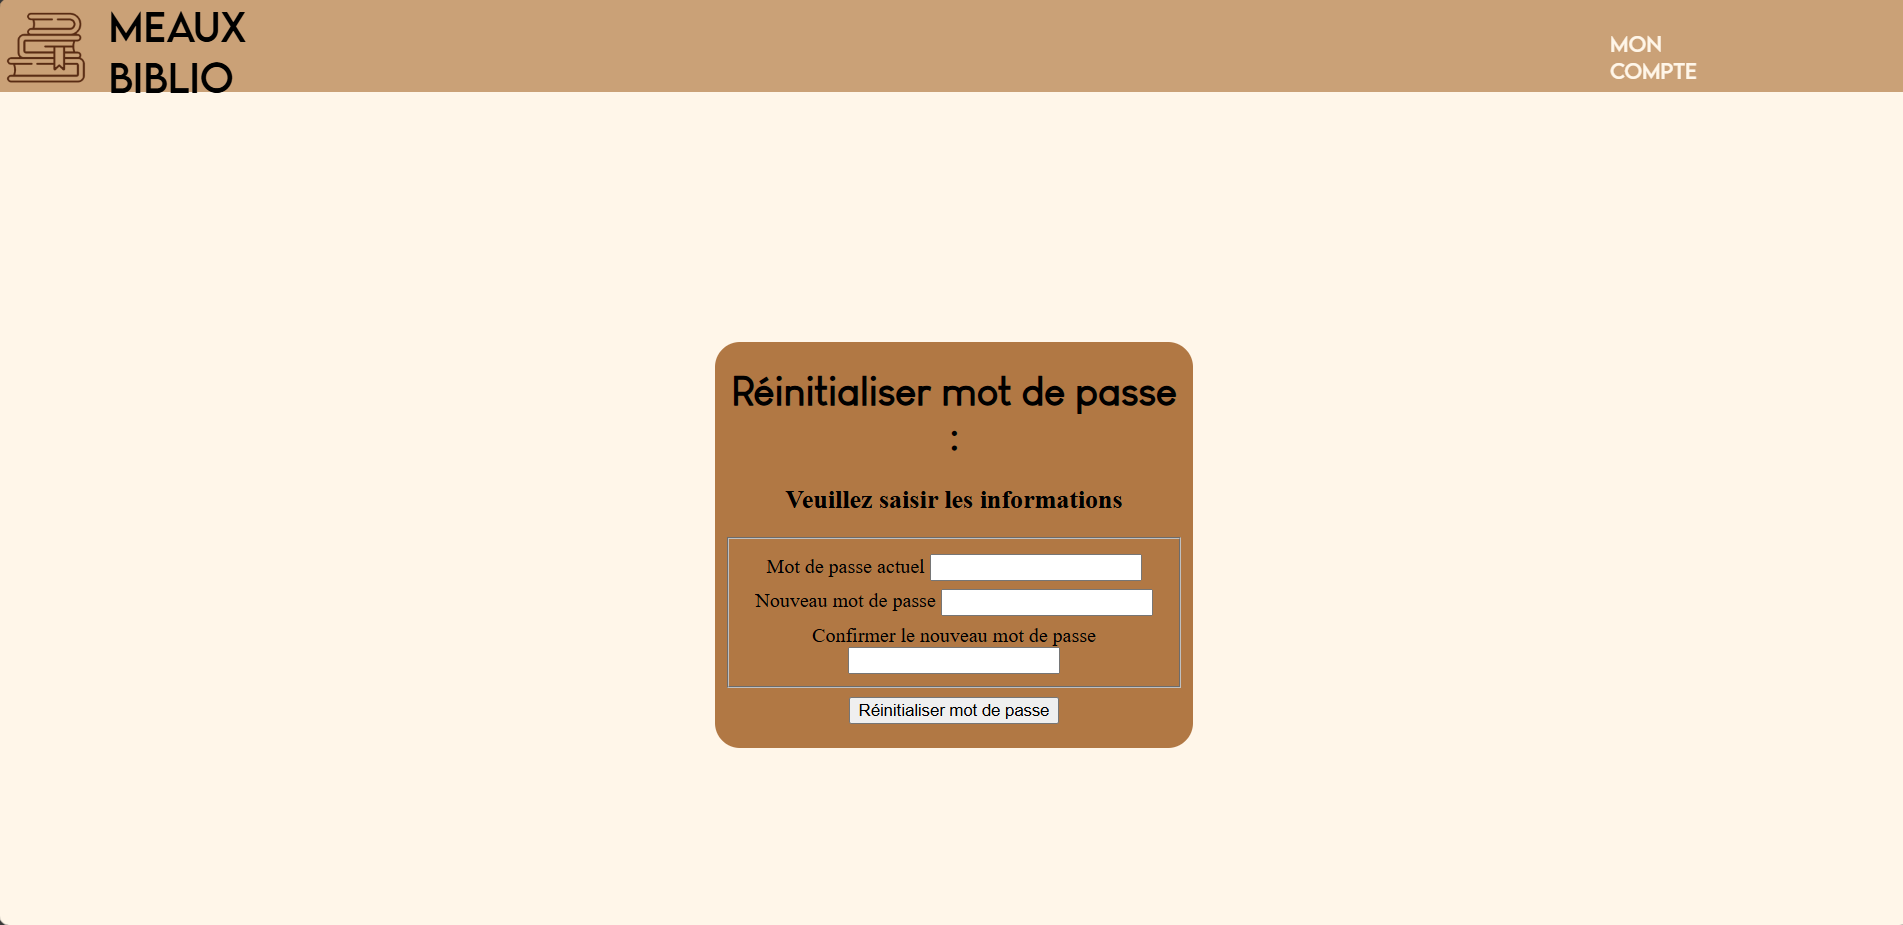 MEAUX
BIBLIO
MON
COMPTE
Réinitialiser mot de passe
:
Veuillez saisir les informations
Mot de passe actuel
Nouveau mot de passe
Confirmer le nouveau mot de passe
Réinitialiser mot de passe